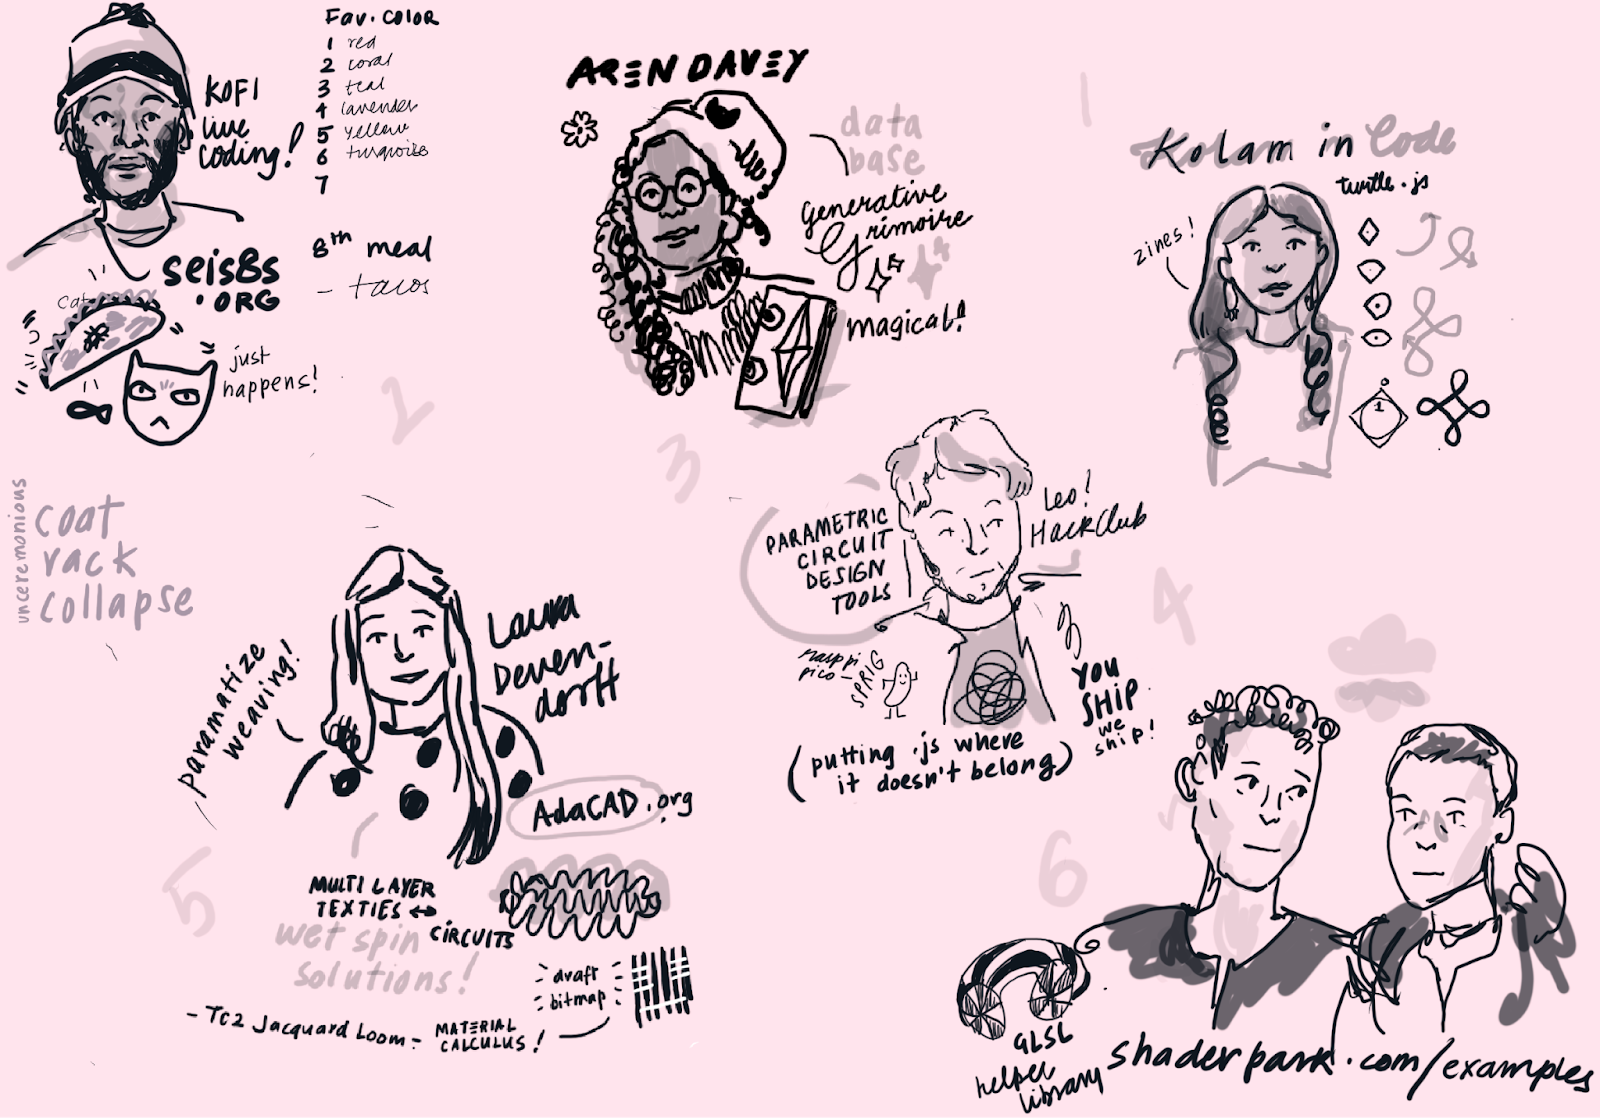 Fav. COLOR
1 red
2 coral
3 teal
4 lavender
5 yellow
6 turquoise
7
8th meal
- tacos
KOFI
live
coding!
seis8s
.ORG
cat
just
happens!
2
unceremonious
coat
rack
collapse
AREN DAVEY
data
base
generative
grimoire
magical!
3
1
Kolam in Code
turtle.js
zines!
1
PARAMETRIC
CIRCUIT
DESIGN
TOOLS
Leo!
HackClub
pico-
SPRIG
YOU
SHIP
we
ship!
(putting .js where
it doesn't belong)
4
paramatize
weaving!
Laura
Deven-
dorft
AdaCAD.org
5
MULTI LAYER
TEXTIES ↔
CIRCUITS
wet spin
solutions!
draft
bitmap
- TC2 Jacquard Loom - MATERIAL
CALCULUS!
6
GLSL
helper
library
shaderpark.com/examples